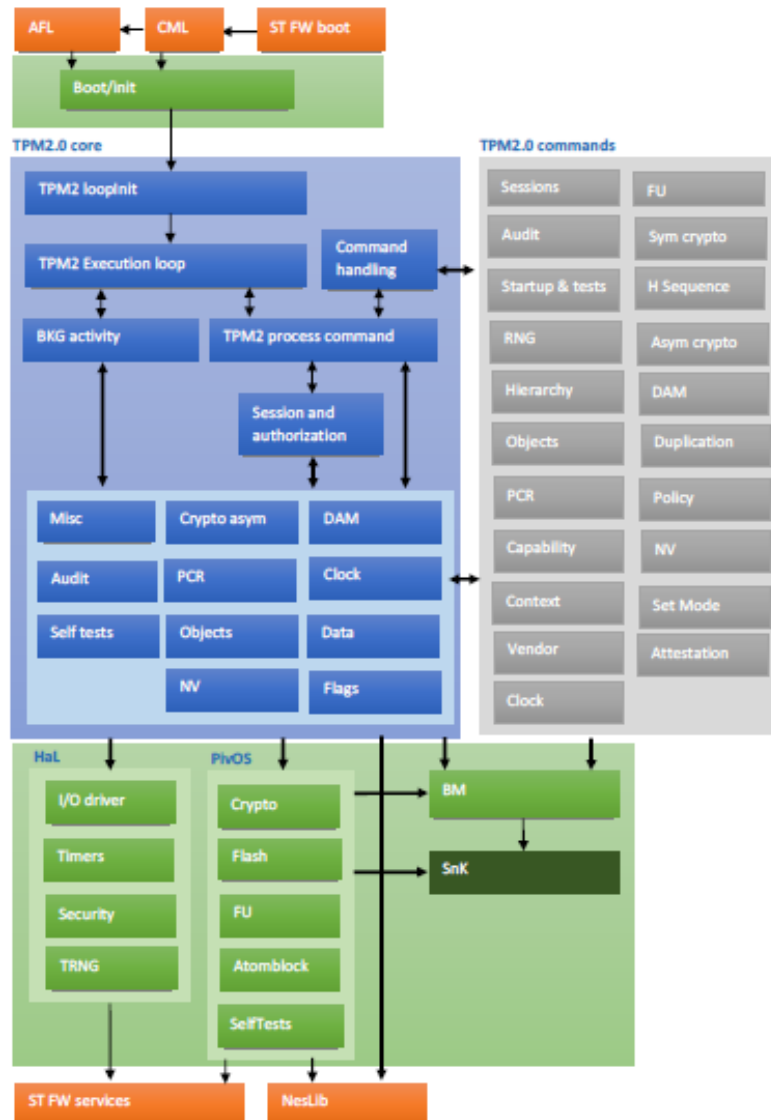 AFL
CML
ST FW boot
Boot/init
TPM2.0 core
TPM2 loopInit
TPM2 Execution loop
Command
handling
BKG activity
TPM2 process command
Session and
authorization
Misc
Crypto asym
DAM
Audit
PCR
Clock
Self tests
Objects
Data
NV
Flags
TPM2.0 commands
Sessions
FU
Audit
Sym crypto
Startup & tests
H Sequence
RNG
Asym crypto
Hierarchy
DAM
Objects
Duplication
PCR
Policy
Capability
NV
Context
Set Mode
Vendor
Attestation
Clock
HaL
I/O driver
Timers
Security
TRNG
PivOS
Crypto
Flash
FU
Atomblock
SelfTests
BM
SnK
ST FW services
NesLib